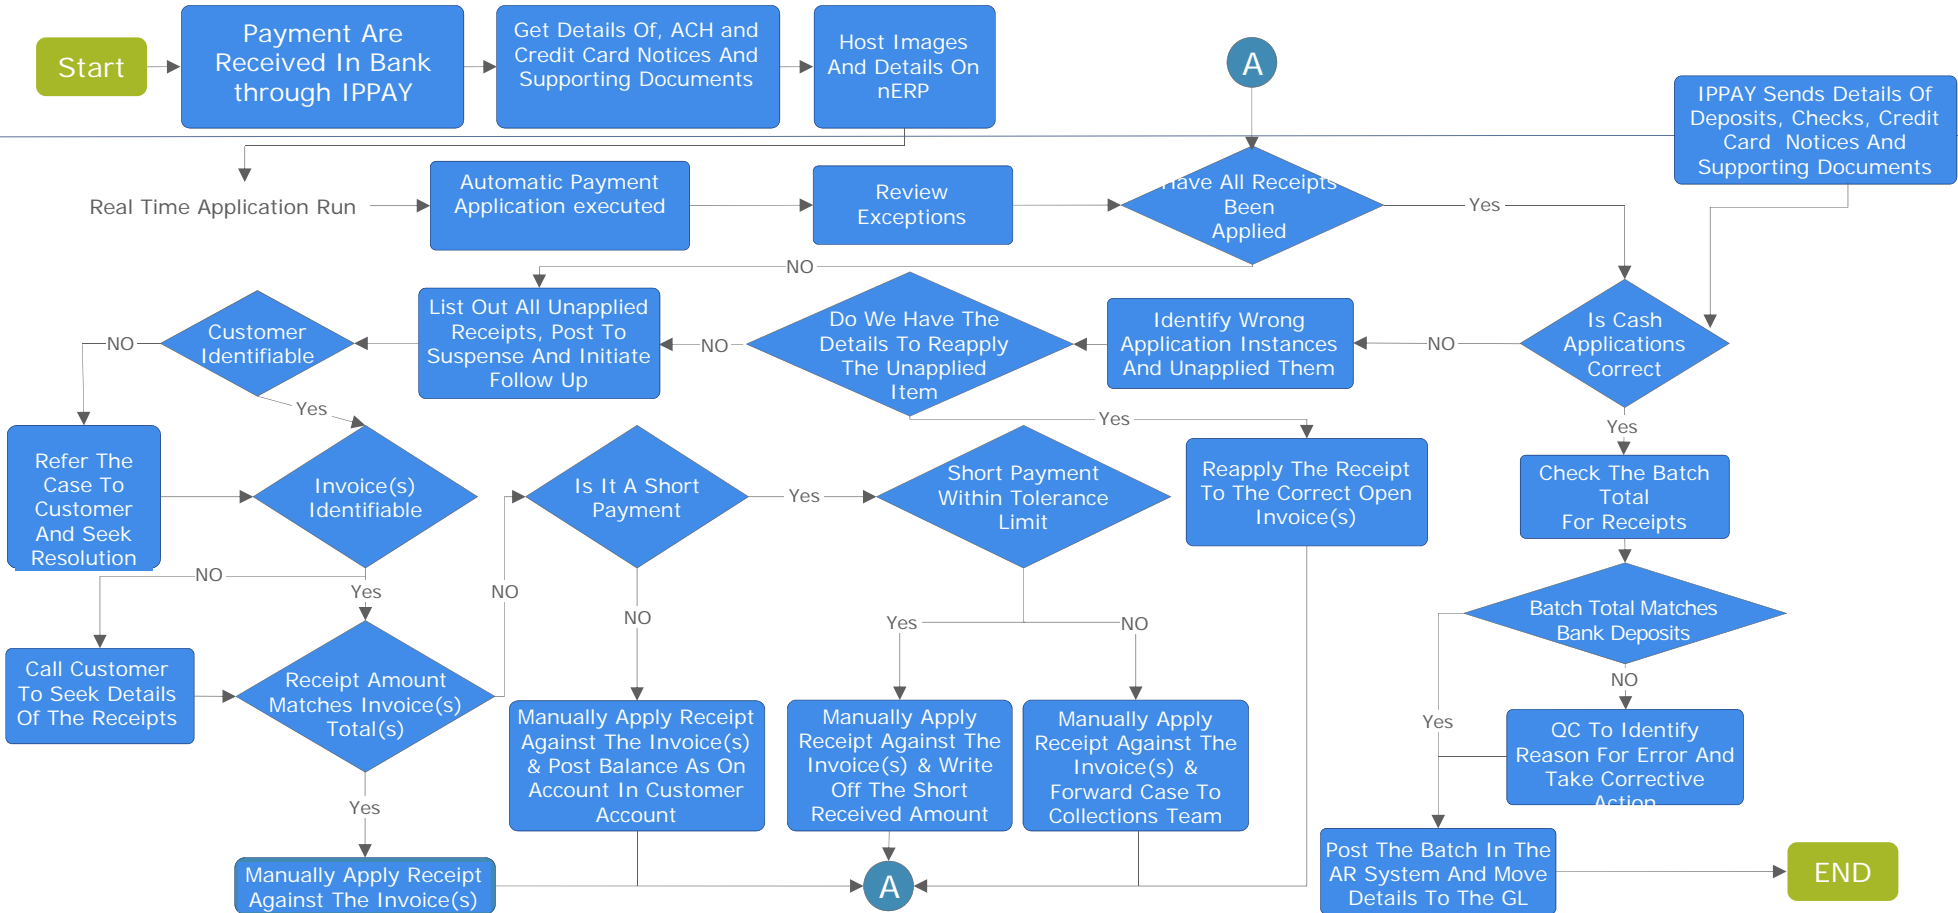 Start
Payment Are
Received In Bank
through IPPAY
Get Details Of, ACH and
Credit Card Notices And
Supporting Documents
Host Images
And Details On
nERP
A
IPPAY Sends Details Of
Deposits, Checks, Credit
Card Notices And
Supporting Documents
Real Time Application Run
Automatic Payment
Application executed
Review
Exceptions
Have All Receipts
Been
Applied
Yes
NO
Customer
Identifiable
NO
Yes
List Out All Unapplied
Receipts, Post To
Suspense And Initiate
Follow Up
NO
Do We Have The
Details To Reapply
The Unapplied
Item
Yes
Identify Wrong
Application Instances
And Unapplied Them
NO
Is Cash
Applications
Correct
Yes
Refer The
Case To
Customer
And Seek
Resolution
Invoice(s)
Identifiable
NO
Yes
Is It A Short
Payment
Yes
NO
NO
Short Payment
Within Tolerance
Limit
Yes
NO
Reapply The Receipt
To The Correct Open
Invoice(s)
Check The Batch
Total
For Receipts
Batch Total Matches
Bank Deposits
NO
Yes
Call Customer
To Seek Details
Of The Receipts
Receipt Amount
Matches Invoice(s)
Total(s)
Yes
Manually Apply Receipt
Against The Invoice(s)
& Post Balance As On
Account In Customer
Account
Manually Apply
Receipt Against The
Invoice(s) & Write
Off The Short
Received Amount
Manually Apply
Receipt Against The
Invoice(s) &
Forward Case To
Collections Team
QC To Identify
Reason For Error And
Take Corrective
Action
Manually Apply Receipt
Against The Invoice(s)
A
Post The Batch In The
AR System And Move
Details To The GL
END